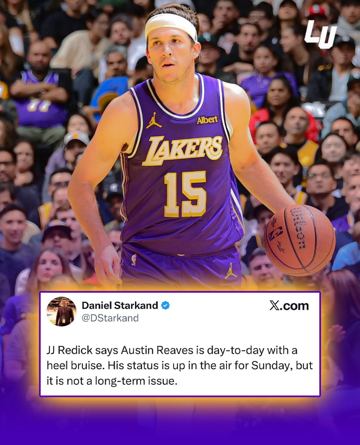 LU
Albert
LAKERS
15
WILSON
Daniel Starkand
@DStarkand
X.com
JJ Redick says Austin Reaves is day-to-day with a
heel bruise. His status is up in the air for Sunday, but
it is not a long-term issue.